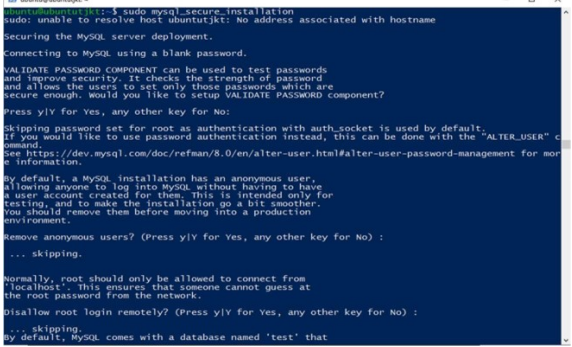 ubuntu@ubuntutjkt: ~
ubuntu@ubuntutjkt:~$ sudo mysql_secure_installation
sudo: unable to resolve host ubuntutjkt: No address associated with hostname
Securing the MySQL server deployment.
Connecting to MySQL using a blank password.
VALIDATE PASSWORD COMPONENT can be used to test passwords
and improve security. It checks the strength of password
and allows the users to set only those passwords which are
secure enough. Would you like to setup VALIDATE PASSWORD component?
Press y|Y for Yes, any other key for No:
Skipping password set for root as authentication with auth_socket is used by default.
If you would like to use password authentication instead, this can be done with the "ALTER_USER" c
ommand.
See https://dev.mysql.com/doc/refman/8.0/en/alter-user.html#alter-user-password-management for mor
e information.
By default, a MySQL installation has an anonymous user,
allowing anyone to log into MySQL without having to have
a user account created for them. This is intended only for
testing, and to make the installation go a bit smoother.
You should remove them before moving into a production
environment.
Remove anonymous users? (Press y|Y for Yes, any other key for No) :
... skipping.
Normally, root should only be allowed to connect from
'localhost'. This ensures that someone cannot guess at
the root password from the network.
Disallow root login remotely? (Press y|Y for Yes, any other key for No) :
... skipping.
By default, MySQL comes with a database named 'test' that